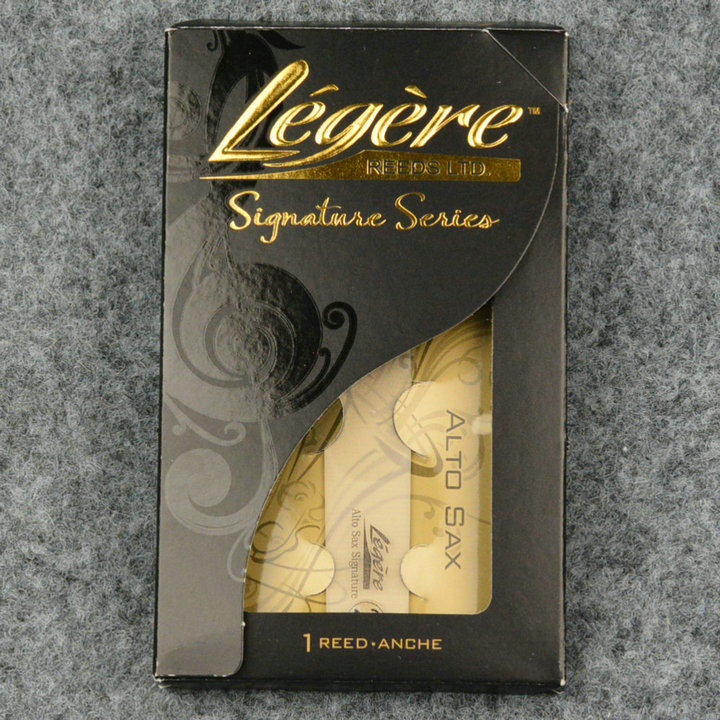 Légère™
REEDS LTD.
Signature Series
ALTO SAX
Légère
Alto Sax Signature
1 REED•ANCHE